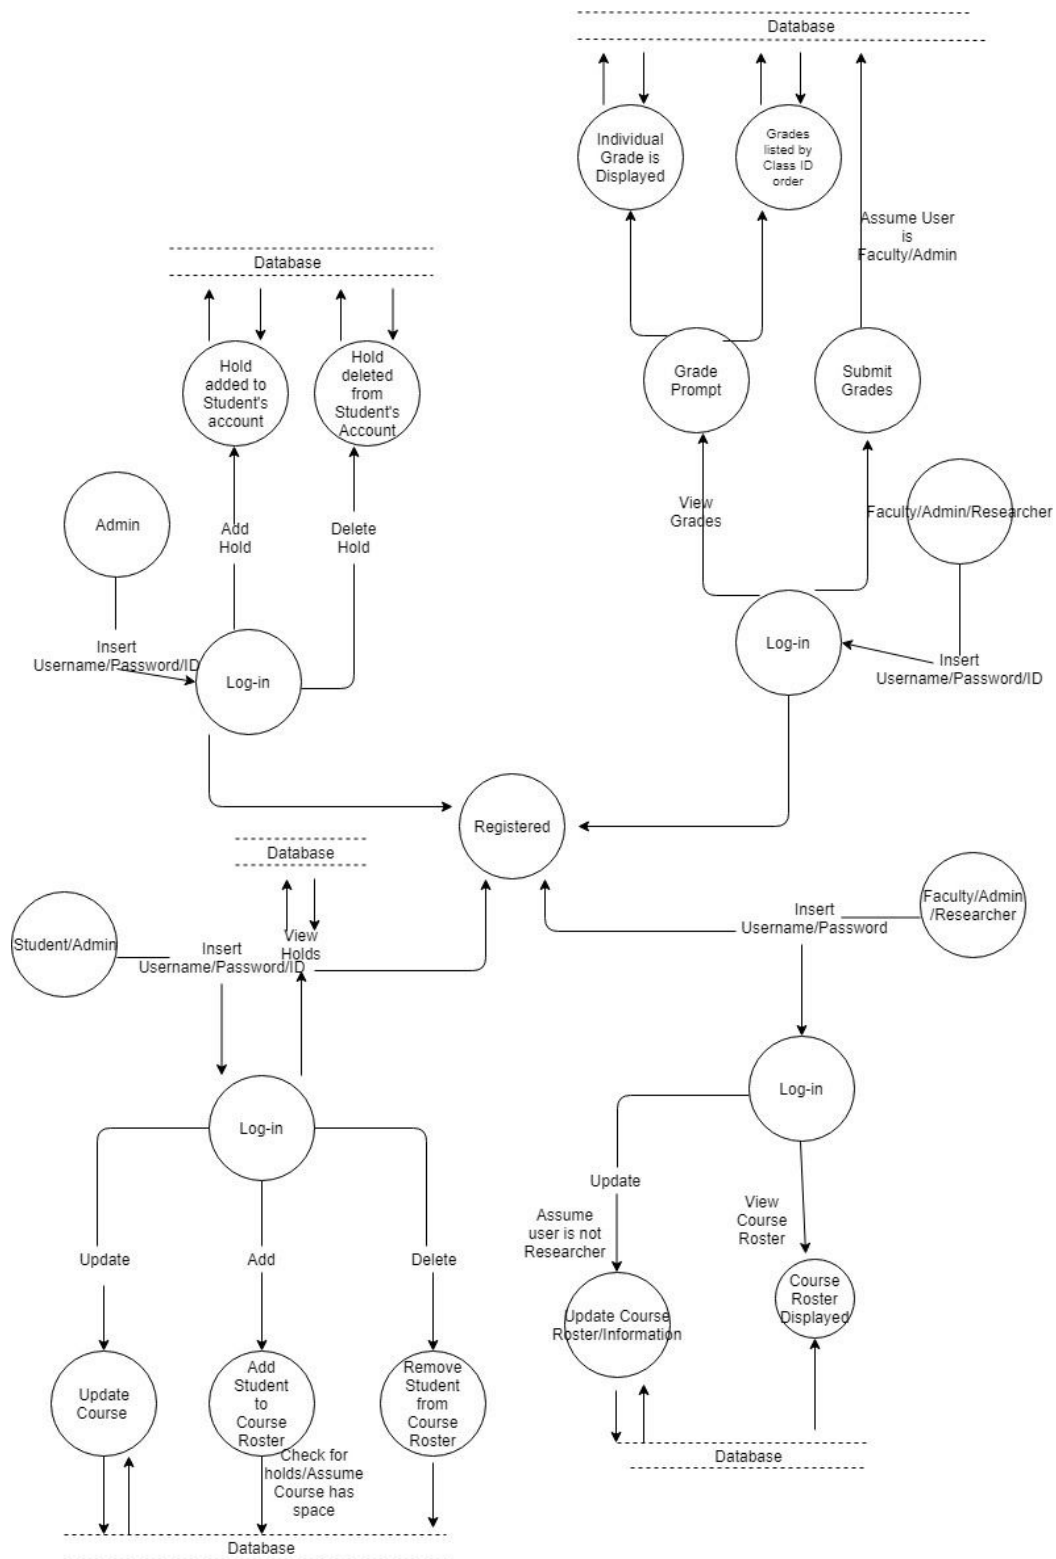 Database
Individual
Grade is
Displayed
Grades
listed by
Class ID
order
Assume User
is
Faculty/Admin
Database
Hold
added to
Student's
account
Hold
deleted
from
Student's
Account
Grade
Prompt
Submit
Grades
Admin
Add
Hold
Delete
Hold
View
Grades
Faculty/Admin/Researcher
Insert
Username/Password/ID
Log-in
Log-in
Insert
Username/Password/ID
Registered
Database
Student/Admin
Insert
Username/Password/ID
View
Holds
Insert
Username/Password
Faculty/Admin
/Researcher
Log-in
Log-in
Update
Add
Delete
Update
Assume
user is not
Researcher
View
Course
Roster
Update Course
Roster/Information
Course
Roster
Displayed
Update
Course
Add
Student
to
Course
Roster
Remove
Student
from
Course
Roster
Check for
holds/Assume
Course has
space
Database
Database